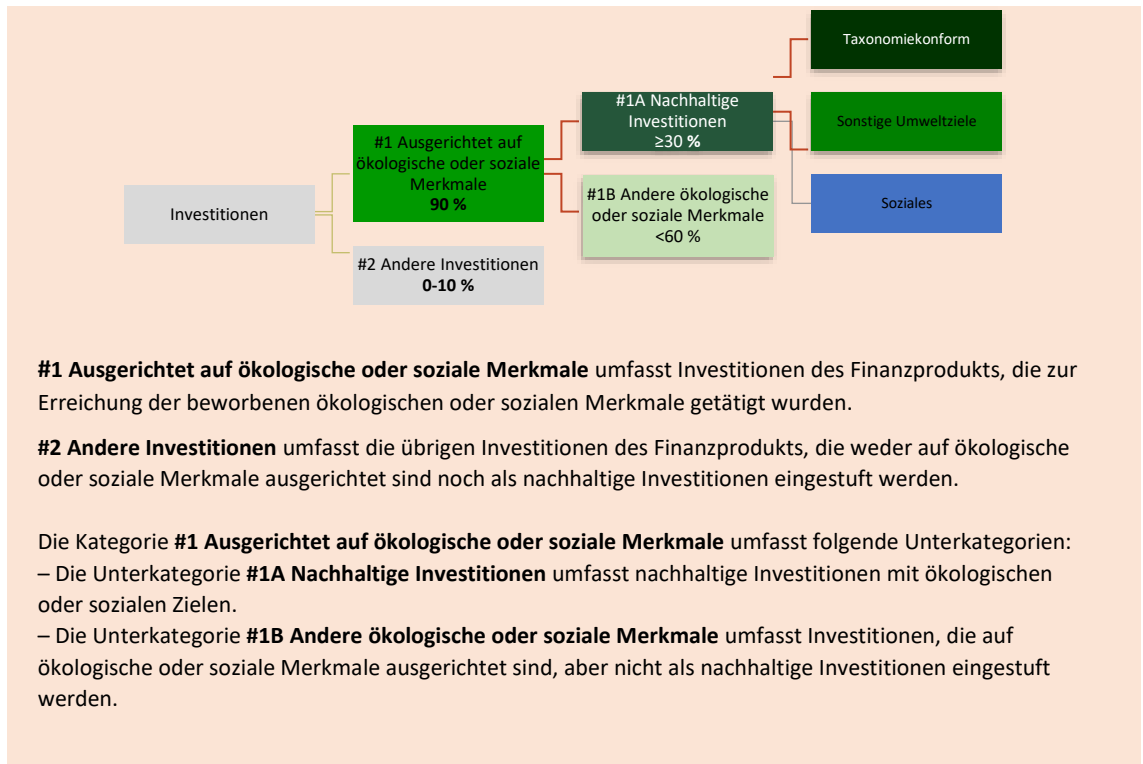 Taxonomiekonform
#1A Nachhaltige
Investitionen
≥30 %
Sonstige Umweltziele
#1 Ausgerichtet auf
ökologische oder soziale
Merkmale
90 %
#1B Andere ökologische
oder soziale Merkmale
<60 %
Soziales
Investitionen
#2 Andere Investitionen
0-10 %
#1 Ausgerichtet auf ökologische oder soziale Merkmale umfasst Investitionen des Finanzprodukts, die zur
Erreichung der beworbenen ökologischen oder sozialen Merkmale getätigt wurden.
#2 Andere Investitionen umfasst die übrigen Investitionen des Finanzprodukts, die weder auf ökologische
oder soziale Merkmale ausgerichtet sind noch als nachhaltige Investitionen eingestuft werden.
Die Kategorie #1 Ausgerichtet auf ökologische oder soziale Merkmale umfasst folgende Unterkategorien:
– Die Unterkategorie #1A Nachhaltige Investitionen umfasst nachhaltige Investitionen mit ökologischen
oder sozialen Zielen.
– Die Unterkategorie #1B Andere ökologische oder soziale Merkmale umfasst Investitionen, die auf
ökologische oder soziale Merkmale ausgerichtet sind, aber nicht als nachhaltige Investitionen eingestuft
werden.